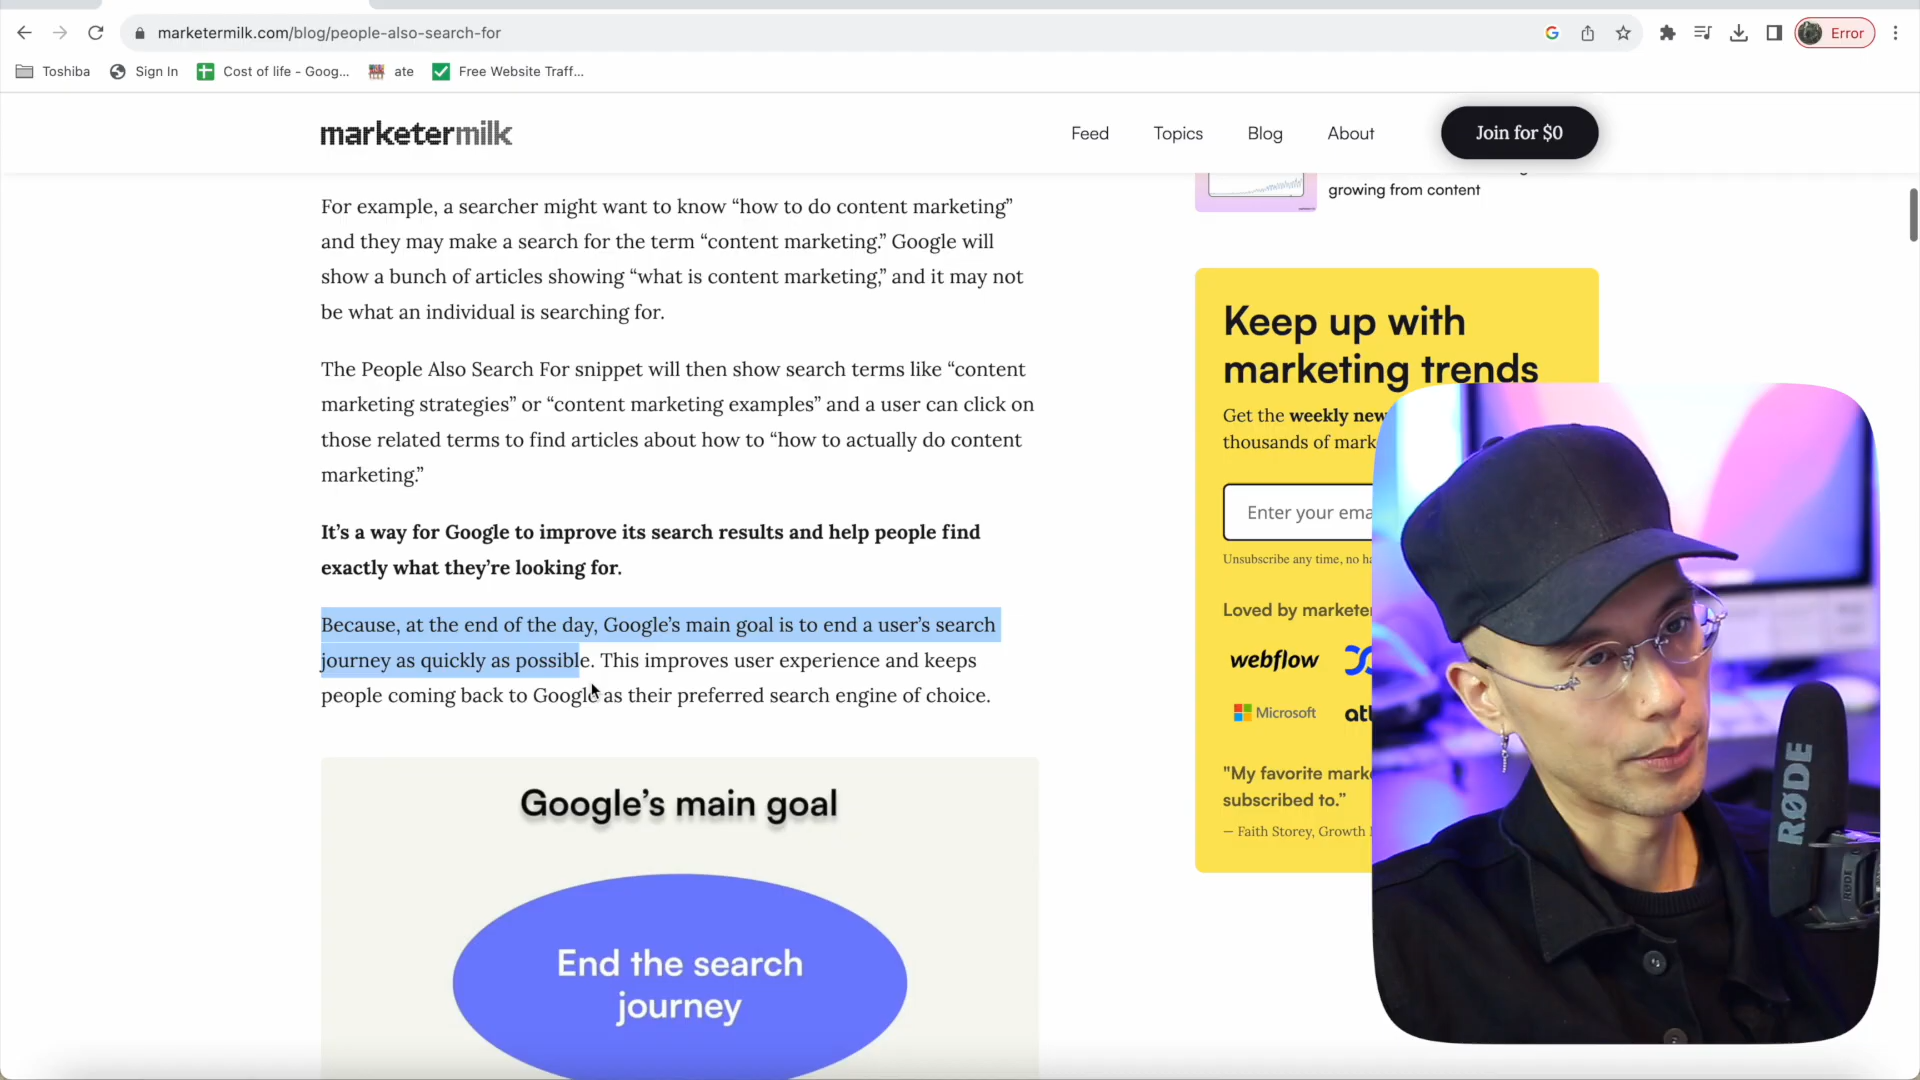 marketermilk.com/blog/people-also-search-for
Error
Toshiba
Sign In
Cost of life - Goog...
ate
Free Website Traff...
marketermilk
Feed
Topics
Blog
About
Join for $0
growing from content
For example, a searcher might want to know “how to do content marketing”
and they may make a search for the term “content marketing.” Google will
show a bunch of articles showing “what is content marketing,” and it may not
be what an individual is searching for.
The People Also Search For snippet will then show search terms like “content
marketing strategies” or “content marketing examples” and a user can click on
those related terms to find articles about how to “how to actually do content
marketing.”
It’s a way for Google to improve its search results and help people find
exactly what they’re looking for.
Because, at the end of the day, Google’s main goal is to end a user’s search
journey as quickly as possible. This improves user experience and keeps
people coming back to Google as their preferred search engine of choice.
Google’s main goal
End the search
journey
Keep up with
marketing trends
Get the weekly new
thousands of mark
Enter your ema
Unsubscribe any time, no ha
Loved by marketer
webflow
Microsoft
atl
"My favorite mark
subscribed to.”
— Faith Storey, Growth
RØDE
RØDE